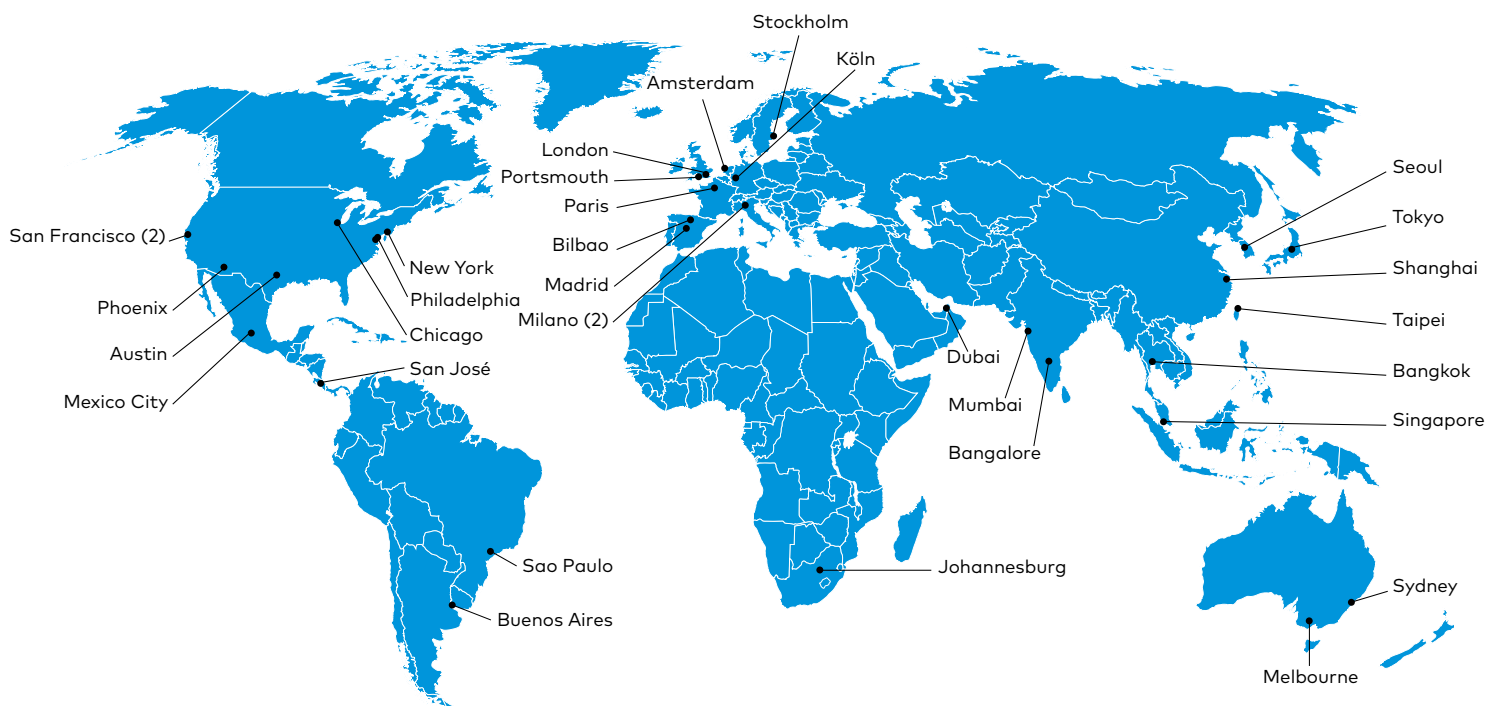 Stockholm
Köln
Amsterdam
London
Portsmouth
Paris
Bilbao
Madrid
Milano (2)
San Francisco (2)
Phoenix
Austin
Mexico City
New York
Philadelphia
Chicago
San José
Sao Paulo
Buenos Aires
Johannesburg
Dubai
Mumbai
Bangalore
Seoul
Tokyo
Shanghai
Taipei
Bangkok
Singapore
Sydney
Melbourne